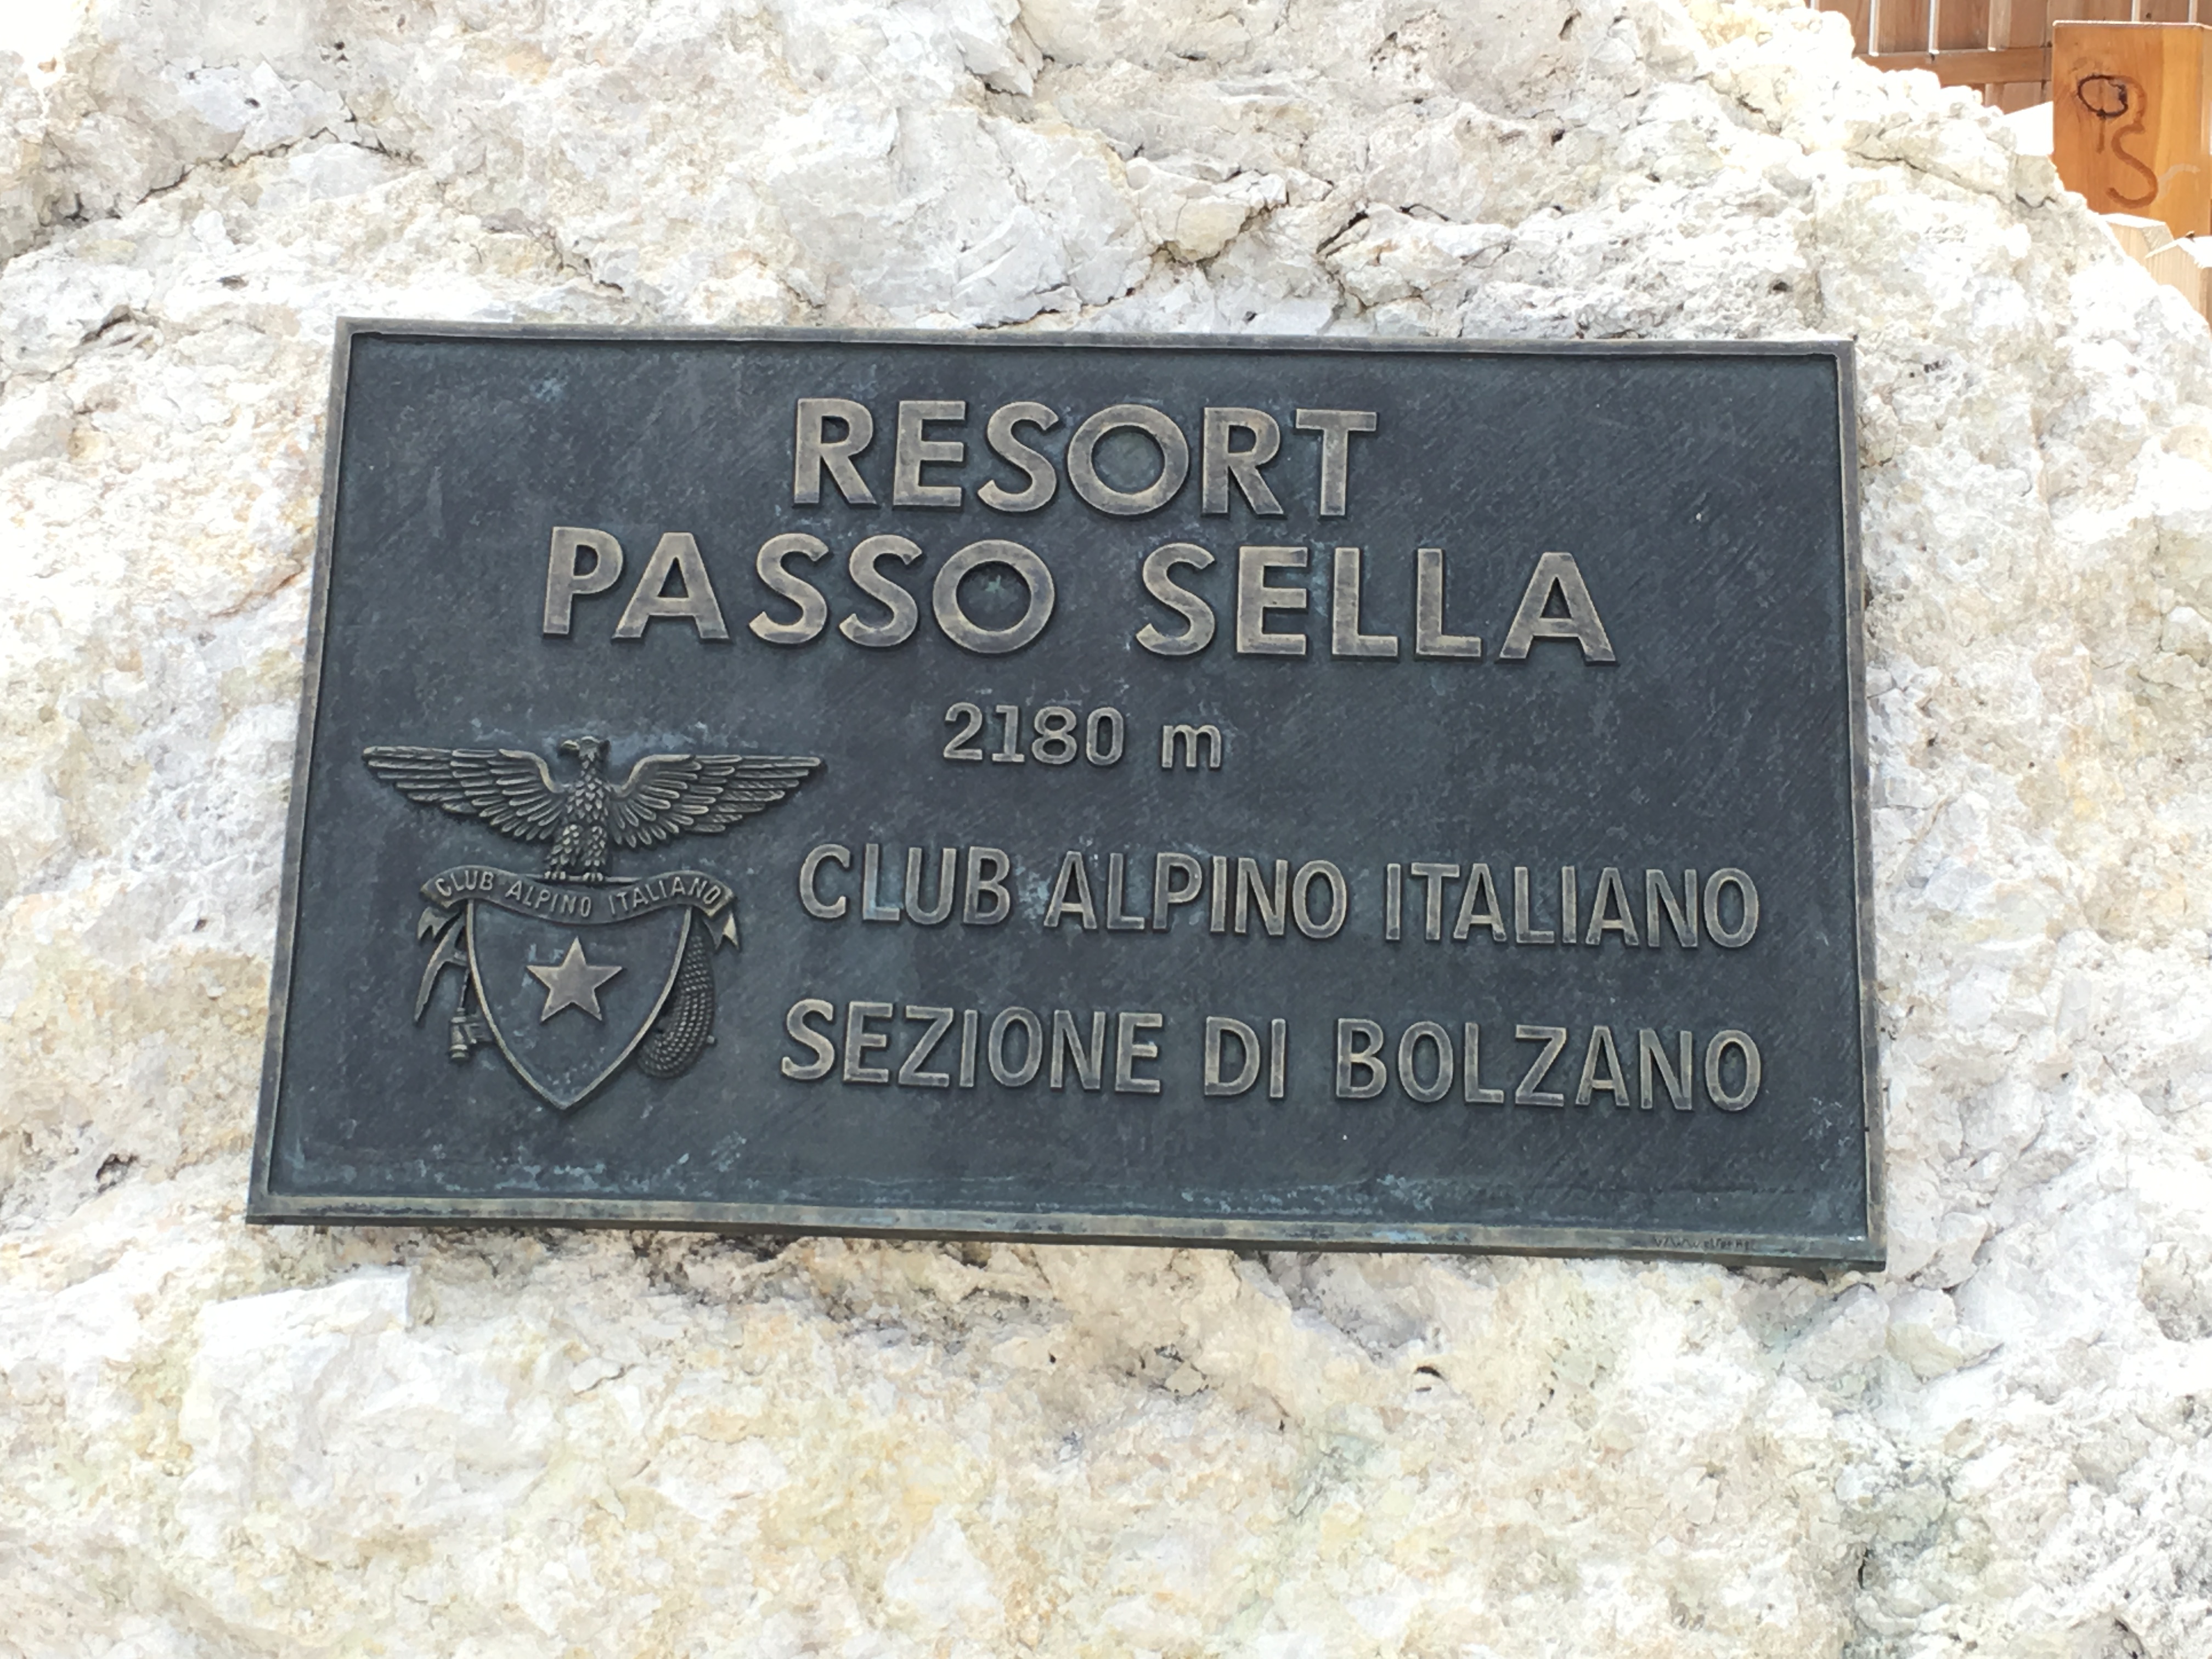 RESORT
PASSO SELLA
2180 m
CLUB ALPINO ITALIANO
CLUB ALPINO ITALIANO
SEZIONE DI BOLZANO